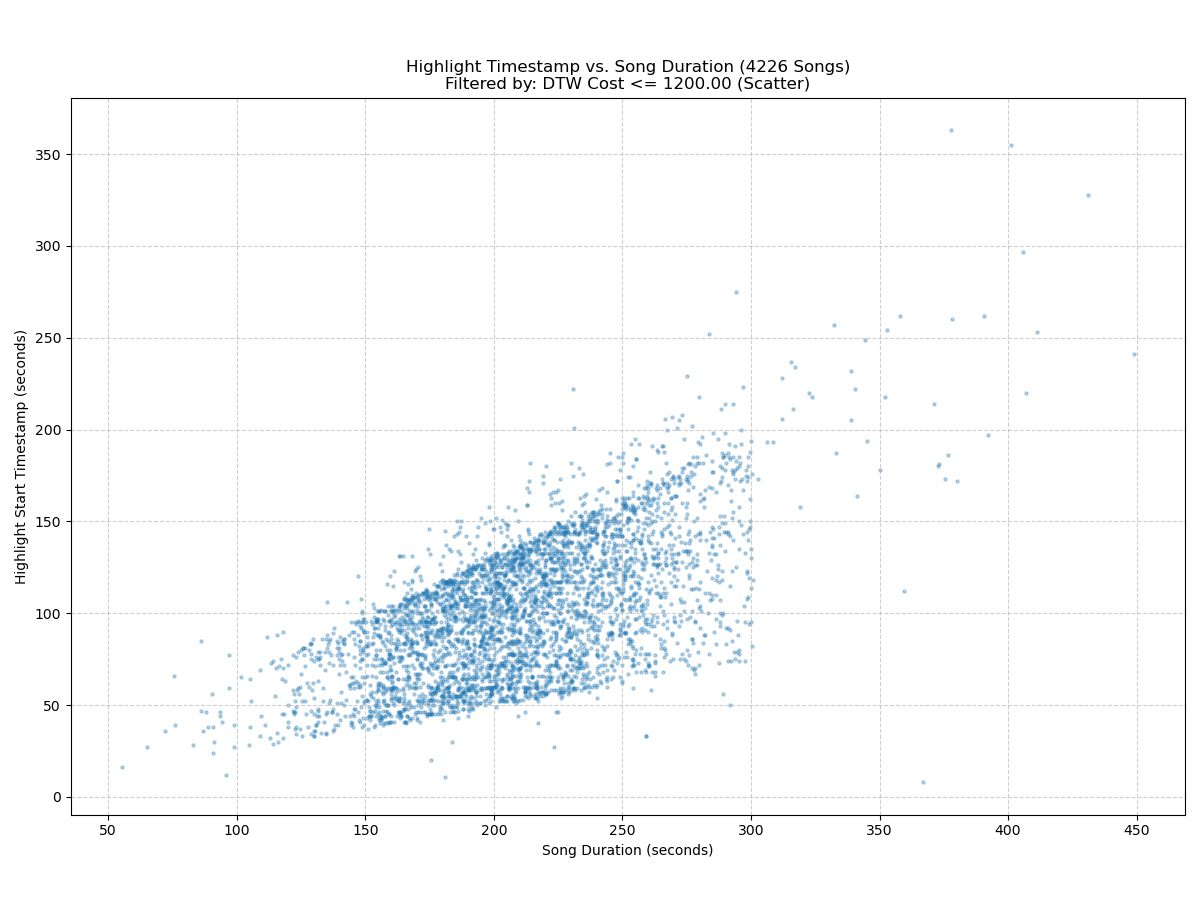 Highlight Timestamp vs. Song Duration (4226 Songs)
Filtered by: DTW Cost <= 1200.00 (Scatter)
Highlight Start Timestamp (seconds)
350
300
250
200
150
100
50
0
50 100 150 200 250 300 350 400 450
Song Duration (seconds)